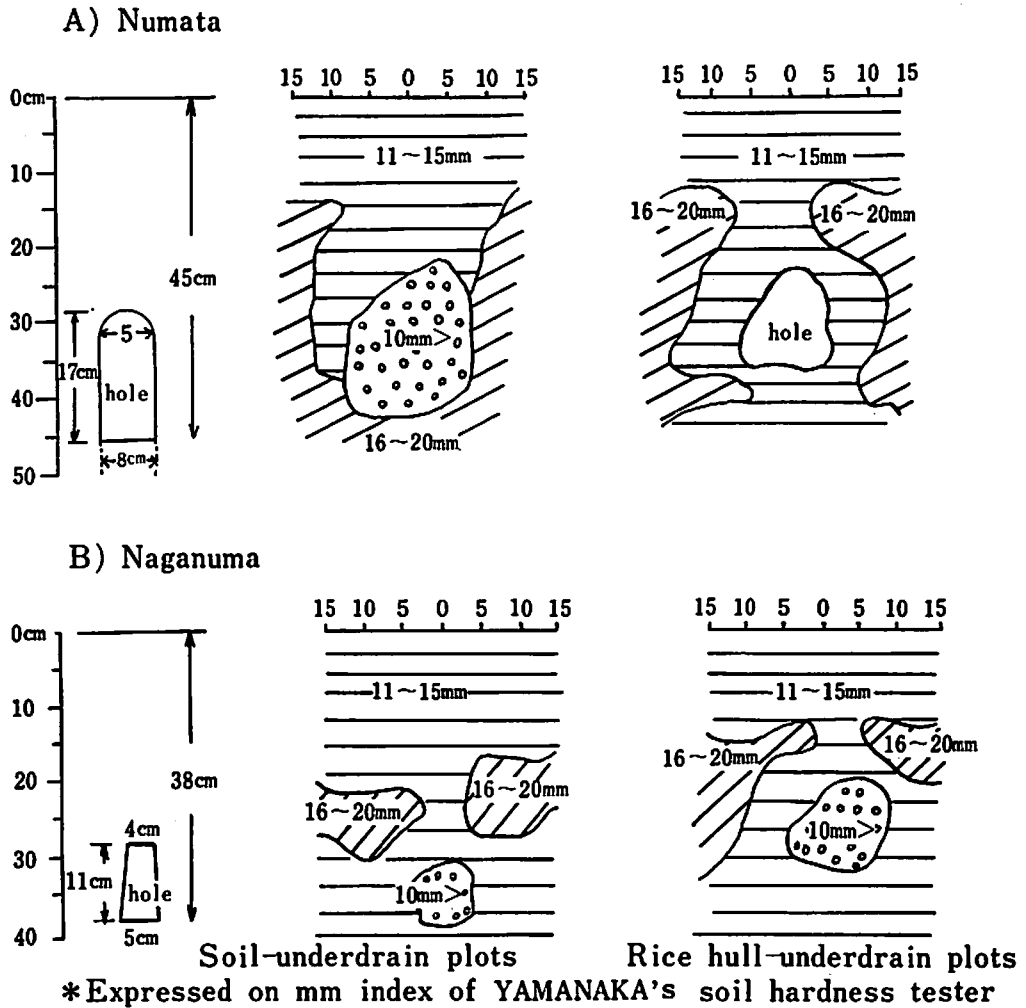 A) Numata
15 10 5 0 5 10 15
15 10 5 0 5 10 15
0cm
10
20
30
40
50
45cm
17cm
5
hole
8cm
11~15mm
10mm>
16~20mm
11~15mm
16~20mm
16~20mm
hole
B) Naganuma
15 10 5 0 5 10 15
15 10 5 0 5 10 15
0cm
10
20
30
40
38cm
4cm
11cm
hole
5cm
11~15mm
16~20mm
16~20mm
10mm>
11~15mm
16~20mm
16~20mm
10mm>
Soil-underdrain plots
Rice hull-underdrain plots
*Expressed on mm index of YAMANAKA's soil hardness tester